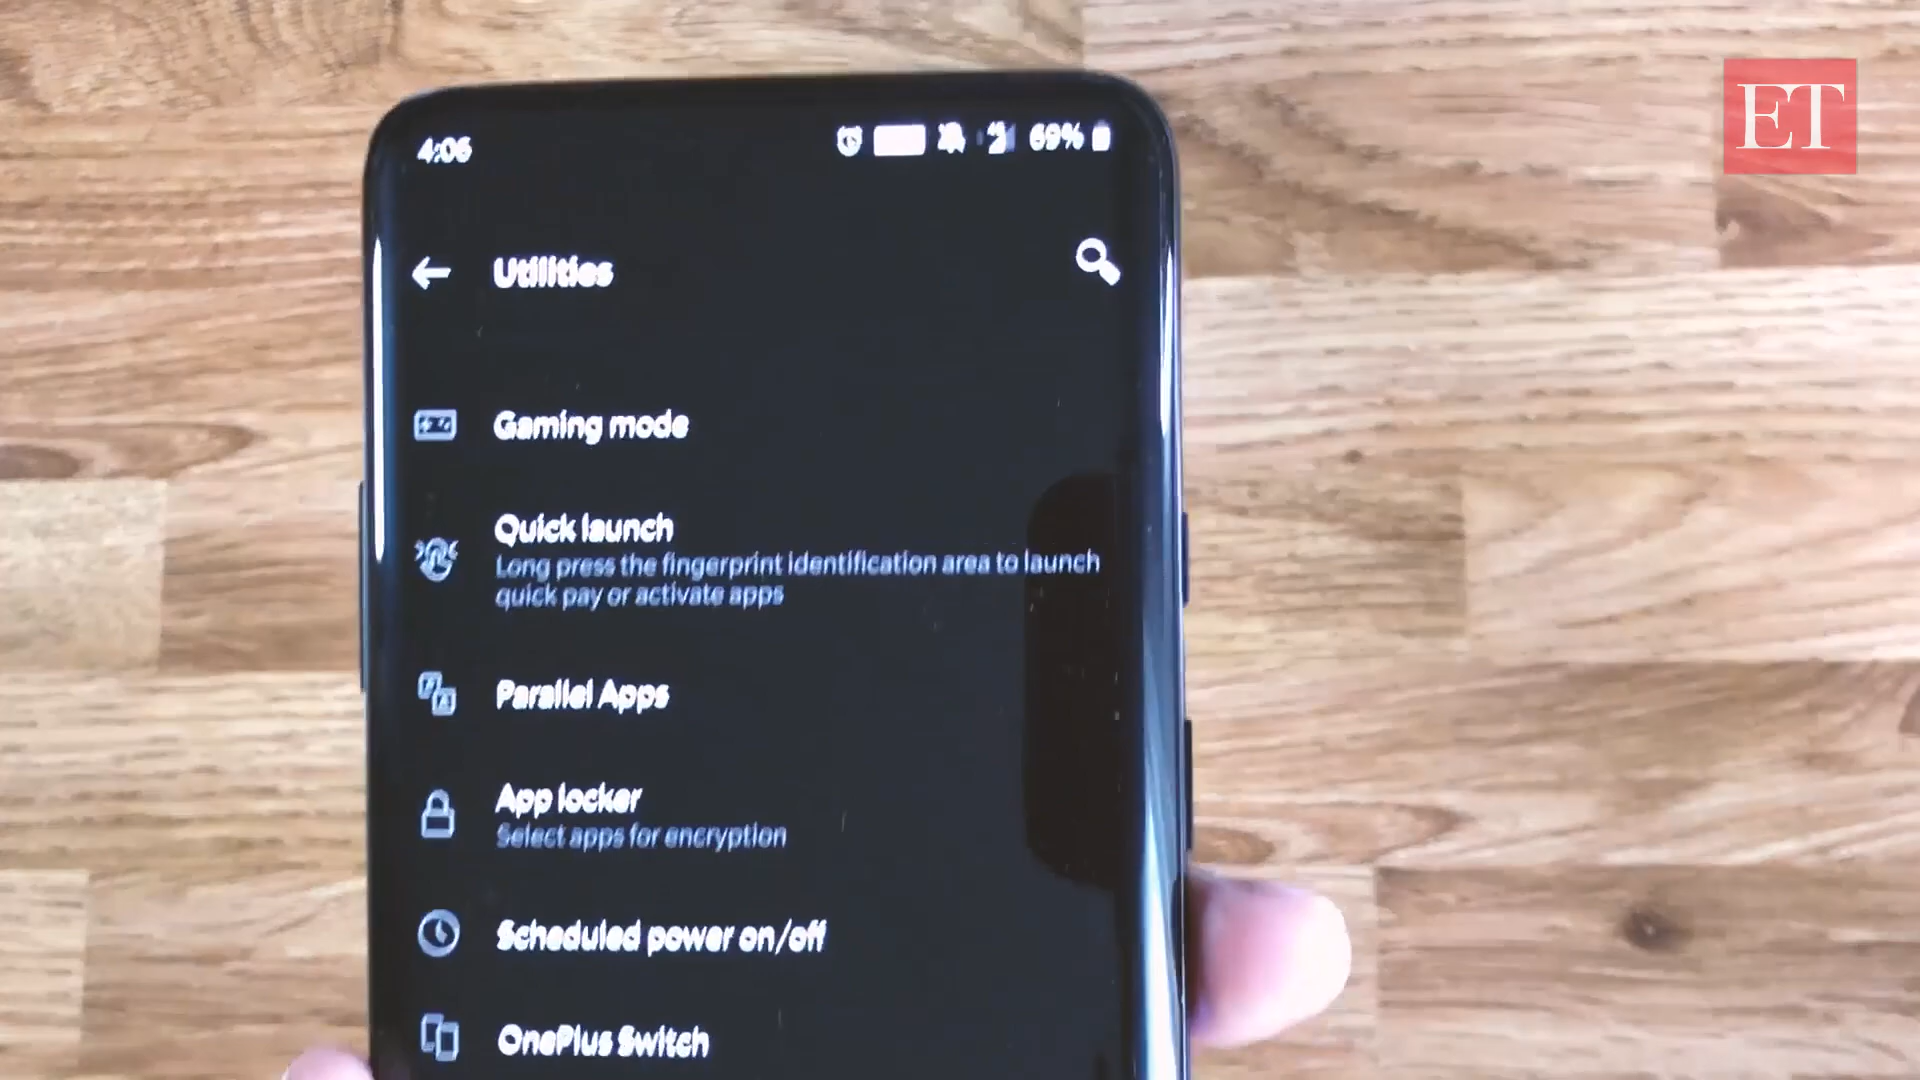 ET
4:06
69%
Utilities
Gaming mode
Quick launch
Long press the fingerprint identification area to launch
quick pay or activate apps
Parallel Apps
App locker
Select apps for encryption
Scheduled power on/off
OnePlus Switch